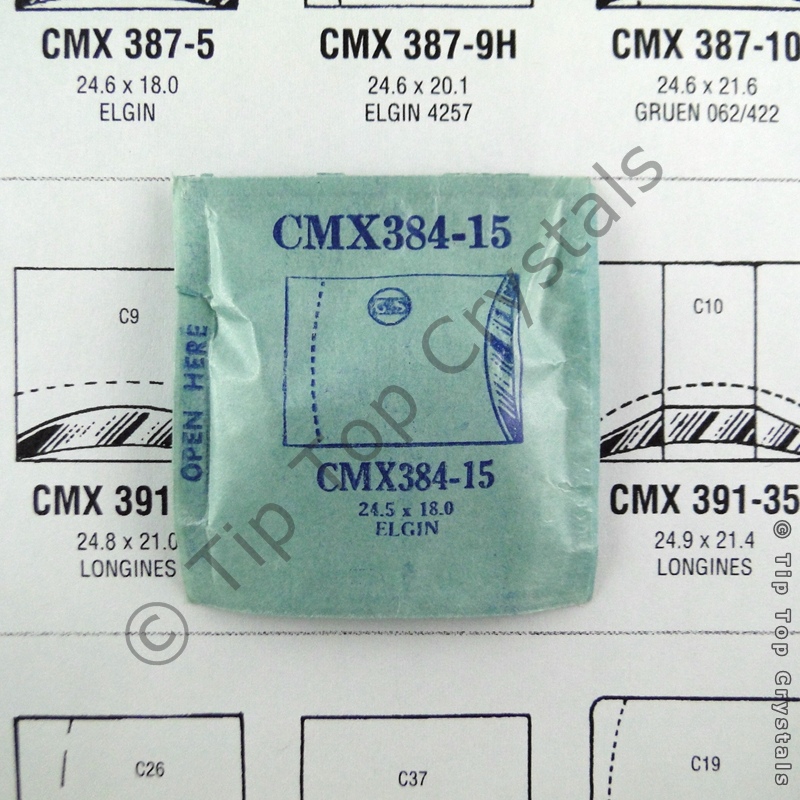 CMX 387-5
24.6 x 18.0
ELGIN
CMX 387-9H
24.6 x 20.1
ELGIN 4257
CMX 387-10
24.6 x 21.6
GRUEN 062/422
CMX384-15
GS
OPEN HERE
CMX384-15
24.5 x 18.0
ELGIN
C9
CMX 391
24.8 x 21.0
LONGINES
C10
CMX 391-35
24.9 x 21.4
LONGINES
C26
C37
C19
© Tip Top Crystals
© Tip Top Crystals